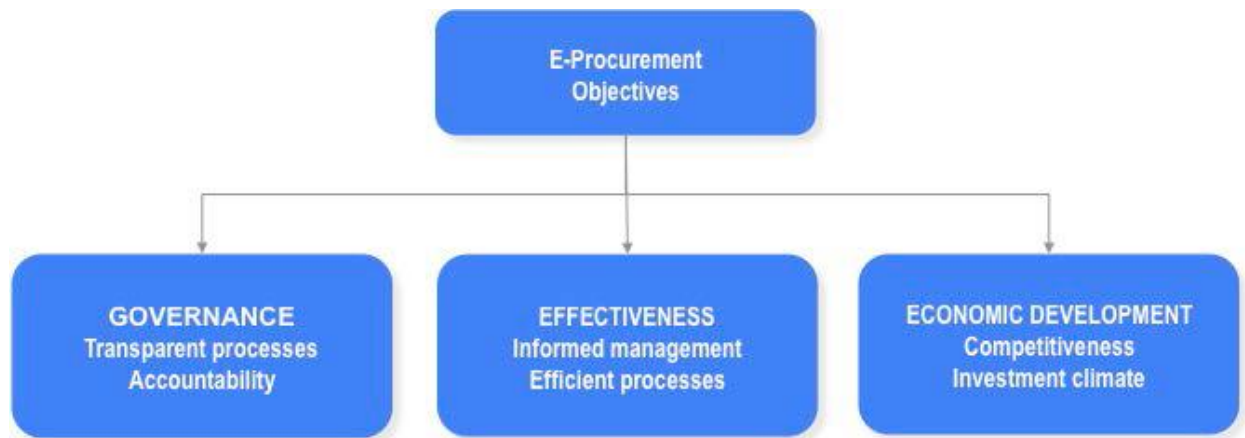 E-Procurement
Objectives
GOVERNANCE
Transparent processes
Accountability
EFFECTIVENESS
Informed management
Efficient processes
ECONOMIC DEVELOPMENT
Competitiveness
Investment climate